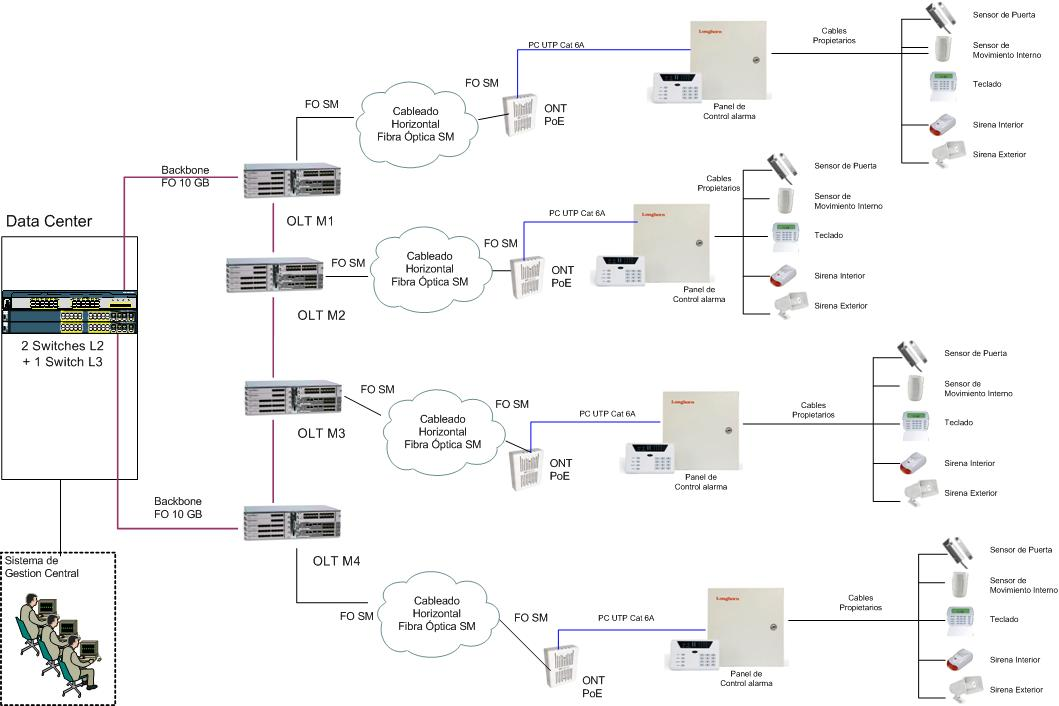 Data Center
2 Switches L2
+ 1 Switch L3
Sistema de
Gestion Central
Backbone
FO 10 GB
Backbone
FO 10 GB
OLT M1
FO SM
Cableado
Horizontal
Fibra Óptica SM
FO SM
ONT
PoE
PC UTP Cat 6A
Longhorn
Panel de
Control alarma
Cables
Propietarios
Sensor de Puerta
Sensor de
Movimiento Interno
Teclado
Sirena Interior
Sirena Exterior
OLT M2
FO SM
Cableado
Horizontal
Fibra Óptica SM
FO SM
ONT
PoE
PC UTP Cat 6A
Longhorn
Panel de
Control alarma
Cables
Propietarios
Sensor de Puerta
Sensor de
Movimiento Interno
Teclado
Sirena Interior
Sirena Exterior
OLT M3
FO SM
Cableado
Horizontal
Fibra Óptica SM
FO SM
ONT
PoE
PC UTP Cat 6A
Longhorn
Panel de
Control alarma
Cables
Propietarios
Sensor de Puerta
Sensor de
Movimiento Interno
Teclado
Sirena Interior
Sirena Exterior
OLT M4
FO SM
Cableado
Horizontal
Fibra Óptica SM
FO SM
ONT
PoE
PC UTP Cat 6A
Longhorn
Panel de
Control alarma
Cables
Propietarios
Sensor de Puerta
Sensor de
Movimiento Interno
Teclado
Sirena Interior
Sirena Exterior